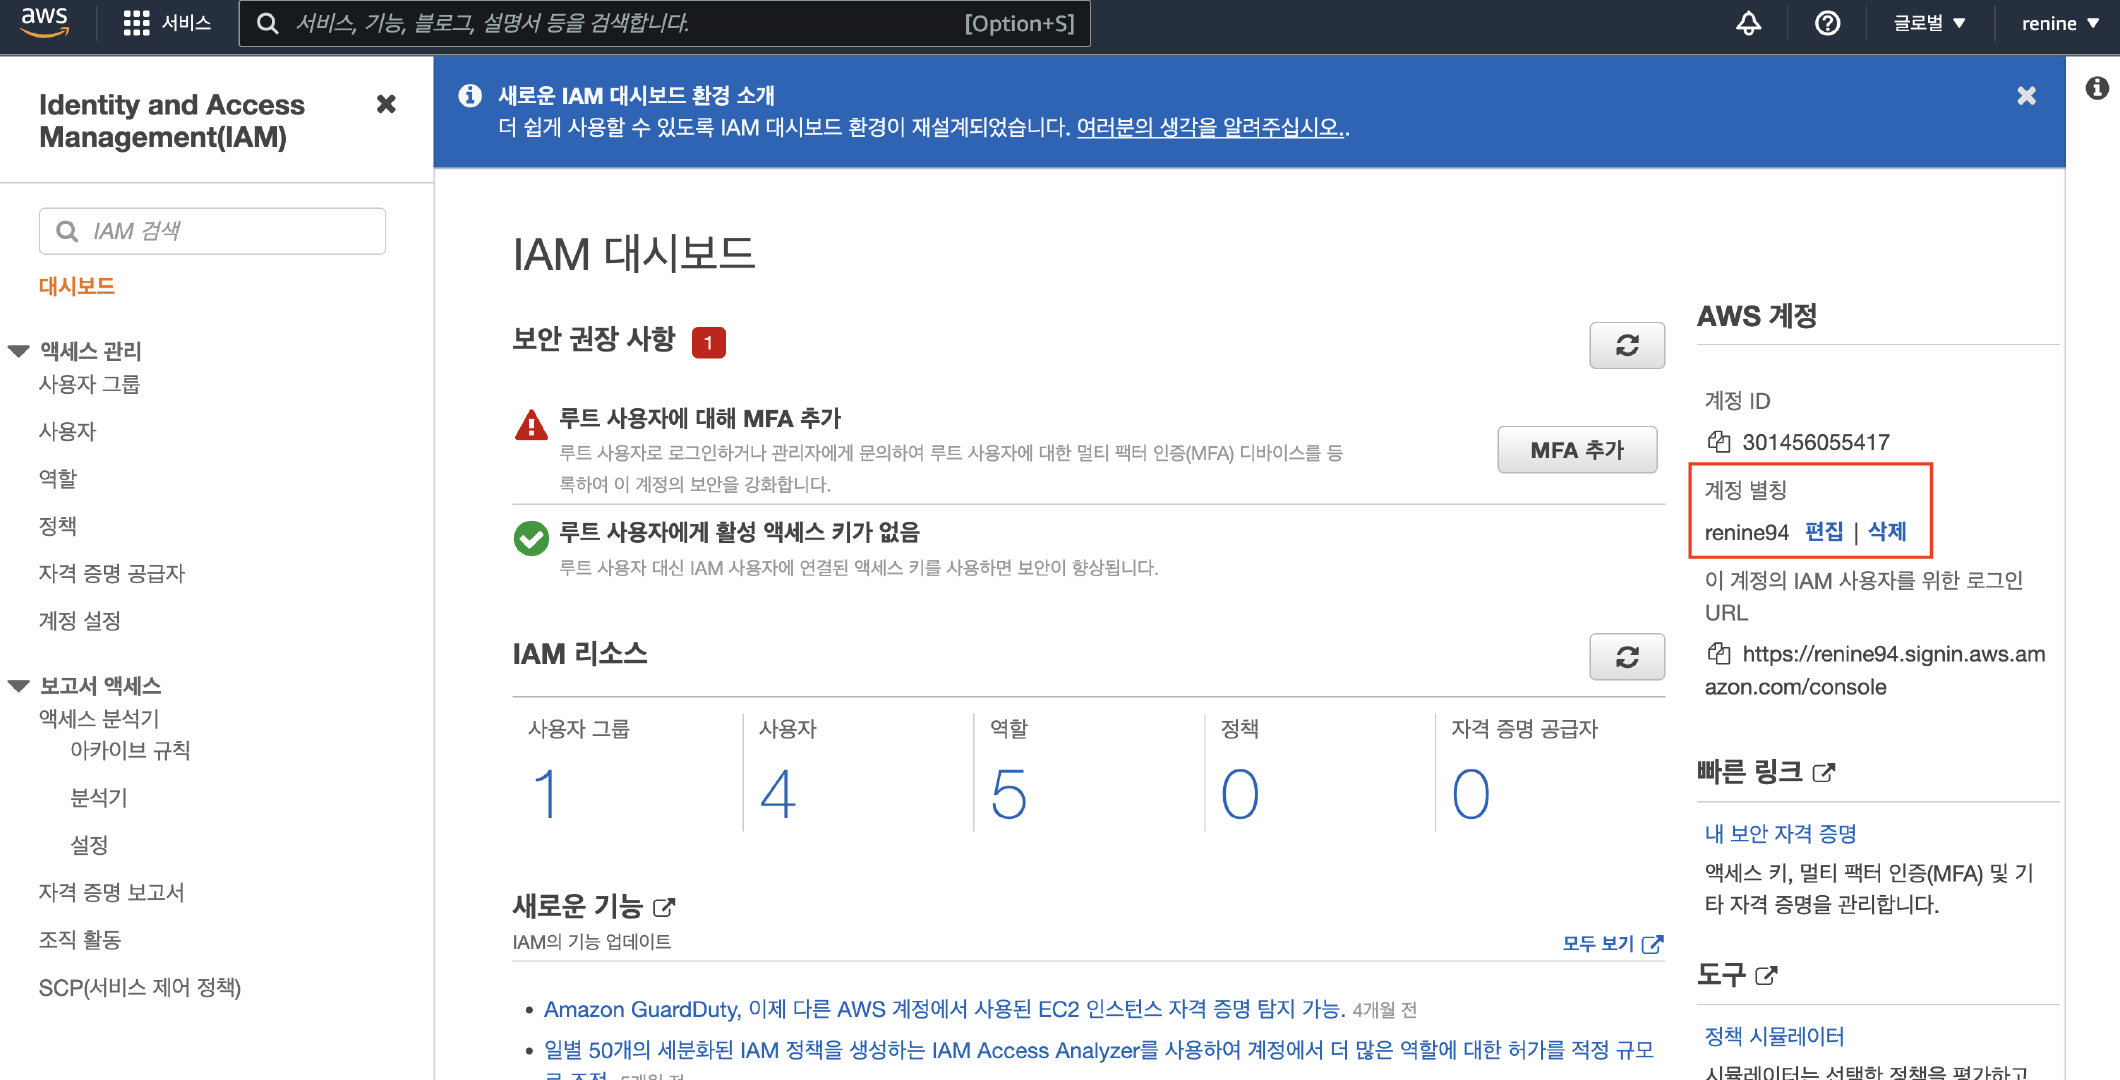 aws
서비스
서비스, 기능, 블로그, 설명서 등을 검색합니다.
[Option+S]
글로벌 ▼
renine ▼
Identity and Access
Management(IAM)
IAM 검색
대시보드
액세스 관리
사용자 그룹
사용자
역할
정책
자격 증명 공급자
계정 설정
보고서 액세스
액세스 분석기
아카이브 규칙
분석기
설정
자격 증명 보고서
조직 활동
SCP(서비스 제어 정책)
새로운 IAM 대시보드 환경 소개
더 쉽게 사용할 수 있도록 IAM 대시보드 환경이 재설계되었습니다. 여러분의 생각을 알려주십시오..
IAM 대시보드
보안 권장 사항 1
루트 사용자에 대해 MFA 추가
루트 사용자로 로그인하거나 관리자에게 문의하여 루트 사용자에 대한 멀티 팩터 인증(MFA) 디바이스를 등
록하여 이 계정의 보안을 강화합니다.
MFA 추가
루트 사용자에게 활성 액세스 키가 없음
루트 사용자 대신 IAM 사용자에 연결된 액세스 키를 사용하면 보안이 향상됩니다.
IAM 리소스
사용자 그룹
1
사용자
4
역할
5
정책
0
자격 증명 공급자
0
새로운 기능
IAM의 기능 업데이트
모두 보기
• Amazon GuardDuty, 이제 다른 AWS 계정에서 사용된 EC2 인스턴스 자격 증명 탐지 가능. 4개월 전
• 일별 50개의 세분화된 IAM 정책을 생성하는 IAM Access Analyzer를 사용하여 계정에서 더 많은 역할에 대한 허가를 적정 규모
로 조정. 5개월 전
AWS 계정
계정 ID
301456055417
계정 별칭
renine94 편집 | 삭제
이 계정의 IAM 사용자를 위한 로그인
URL
https://renine94.signin.aws.am
azon.com/console
빠른 링크
내 보안 자격 증명
액세스 키, 멀티 팩터 인증(MFA) 및 기
타 자격 증명을 관리합니다.
도구
정책 시뮬레이터
시뮬레이터는 선택한 정책을 평가하고